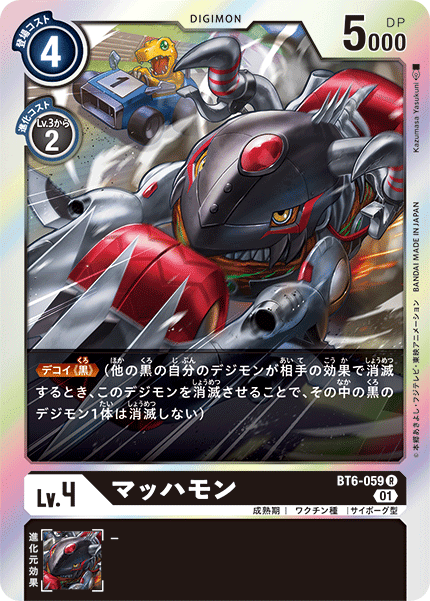 登場コスト
4
DIGIMON
5000
DP
進化コスト
Lv.3から
2
1
Kazumasa Yasukuni
©本郷あきよし・フジテレビ・東映アニメーション BANDAI MADE IN JAPAN
デコイ《黒》(他の黒の自分のデジモンが相手の効果で消滅
するとき、このデジモンを消滅させることで、その中の黒の
デジモン1体は消滅しない)
BT6-059 R
01
Lv.4
マッハモン
成熟期 | ワクチン種 | サイボーグ型
進化元効果
-